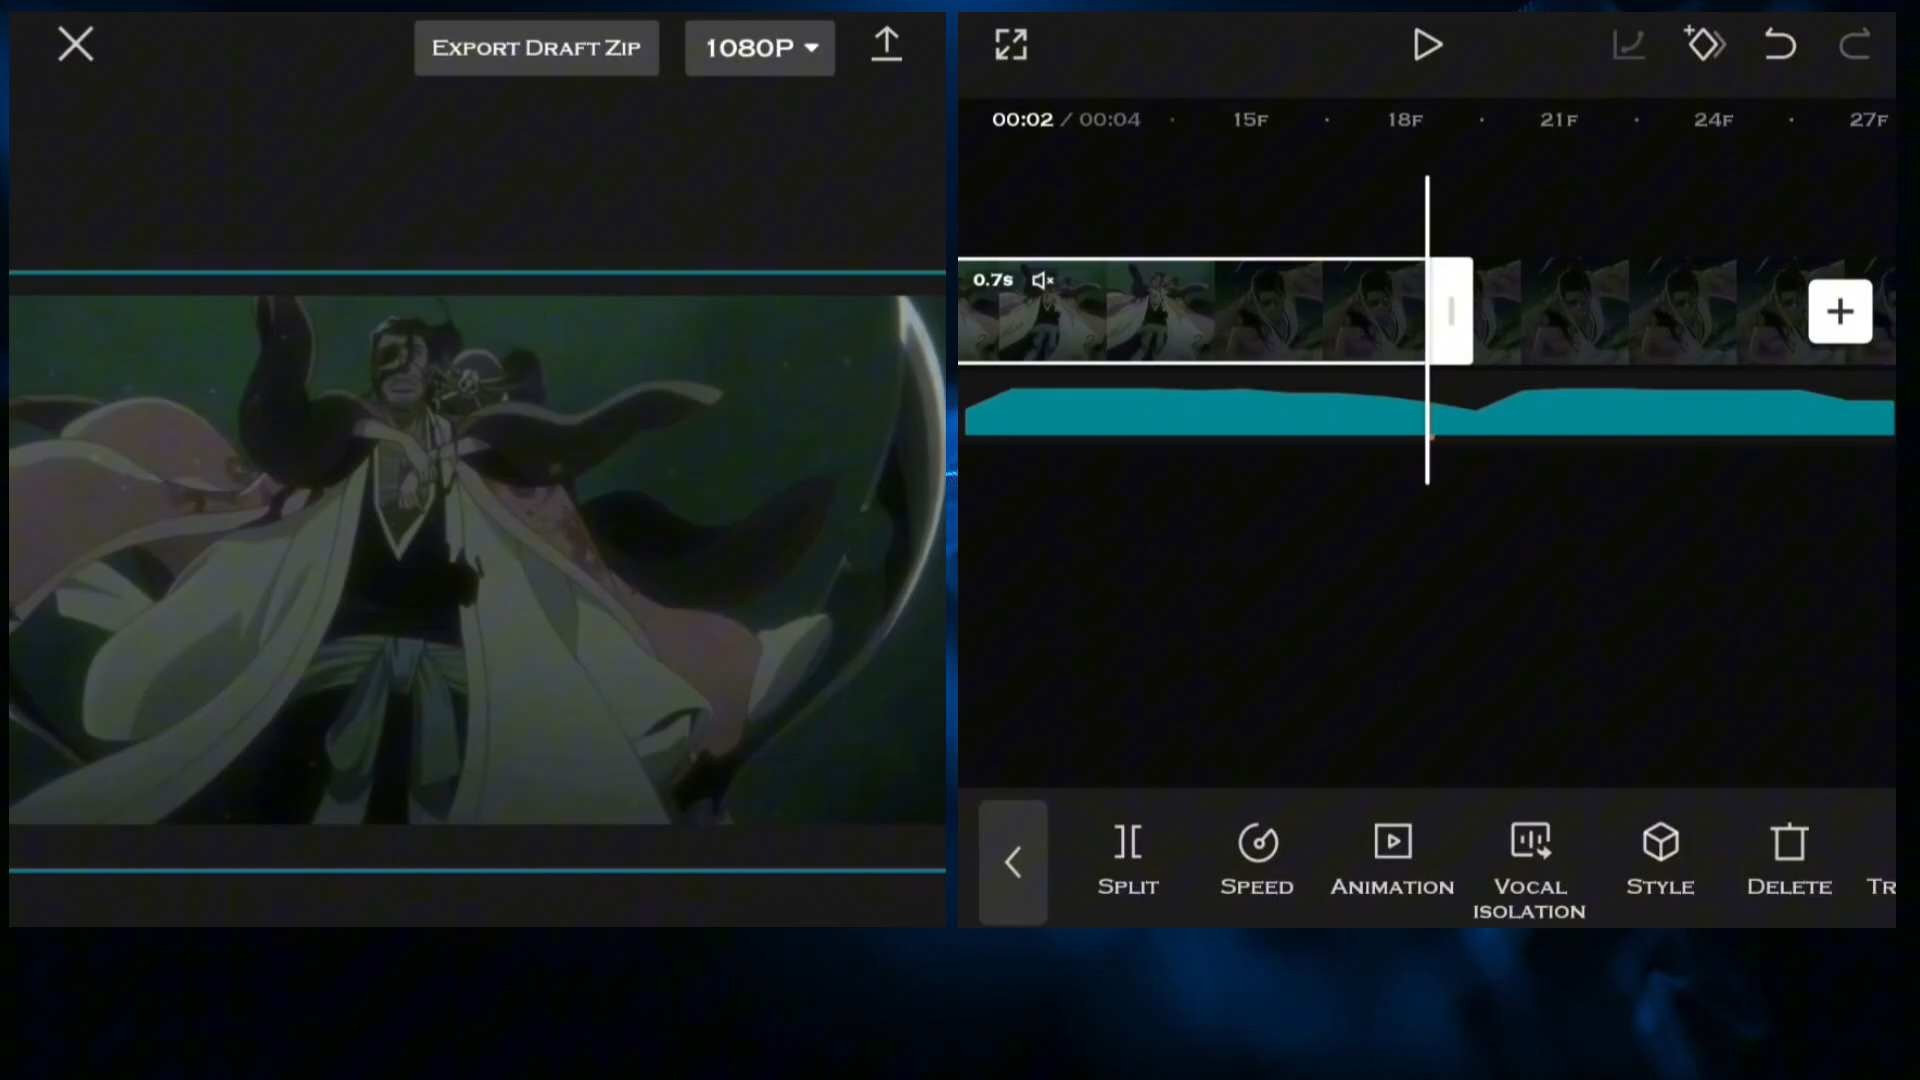 Export Draft Zip
1080P
00:02 / 00:04
15F
18F
21F
24F
27F
0.7s
Split
Speed
Animation
Vocal
isolation
Style
Delete
Tr